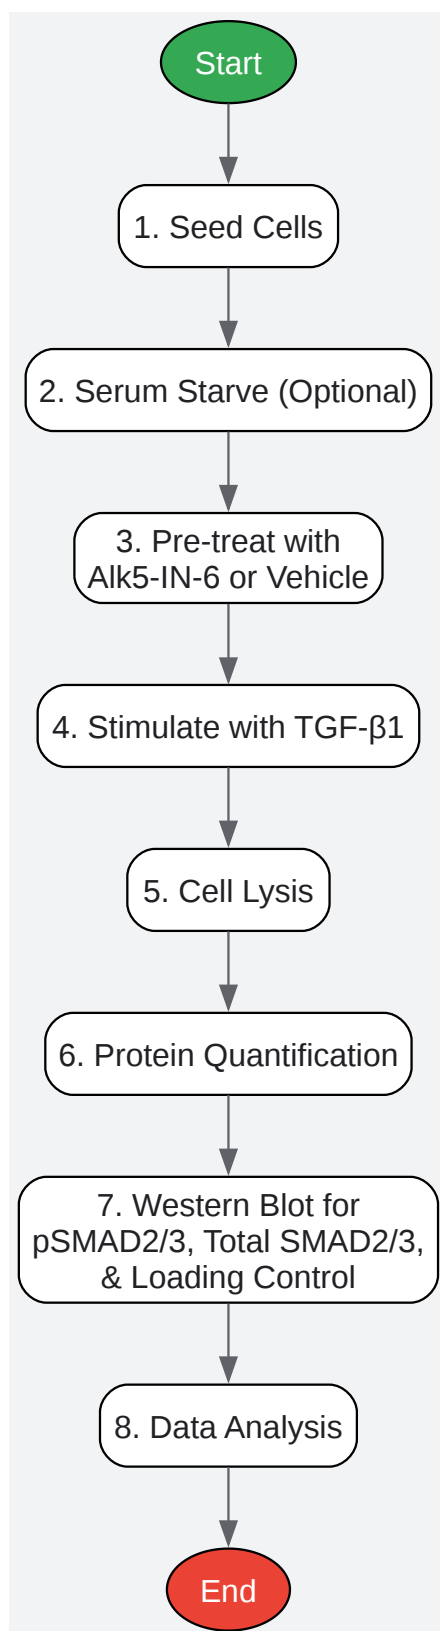 Start
1. Seed Cells
2. Serum Starve (Optional)
3. Pre-treat with
Alk5-IN-6 or Vehicle
4. Stimulate with TGF-β1
5. Cell Lysis
6. Protein Quantification
7. Western Blot for
pSMAD2/3, Total SMAD2/3,
& Loading Control
8. Data Analysis
End